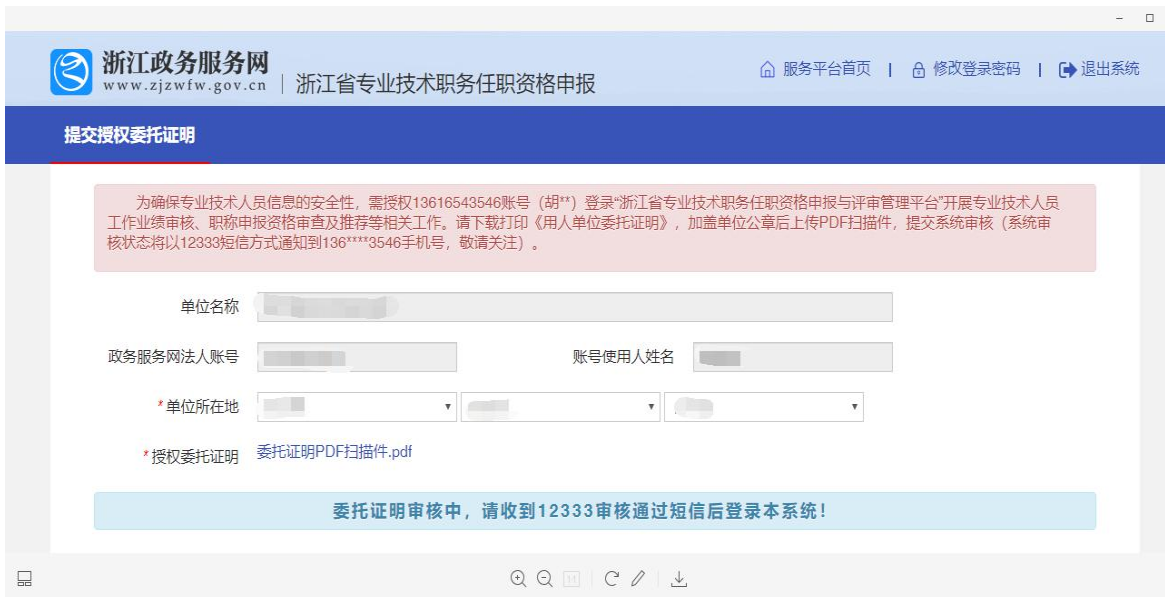 浙江政务服务网
www.zjzwfw.gov.cn
浙江省专业技术职务任职资格申报
服务平台首页 | 修改登录密码 | 退出系统
提交授权委托证明
为确保专业技术人员信息的安全性，需授权13616543546账号（胡**）登录“浙江省专业技术职务任职资格申报与评审管理平台”开展专业技术人员
工作业绩审核、职称申报资格审查及推荐等相关工作。请下载打印《用人单位委托证明》，加盖单位公章后上传PDF扫描件，提交系统审核（系统审
核状态将以12333短信方式通知到136****3546手机号，敬请关注）。
单位名称
政务服务网法人账号
账号使用人姓名
*单位所在地
*授权委托证明 委托证明PDF扫描件.pdf
委托证明审核中，请收到12333审核通过短信后登录本系统！